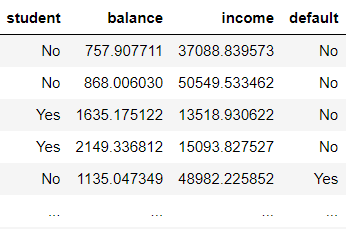 student balance income default
No 757.907711 37088.839573 No
No 868.006030 50549.533462 No
Yes 1635.175122 13518.930622 No
Yes 2149.336812 15093.827527 No
No 1135.047349 48982.225852 Yes
... ... ... ...